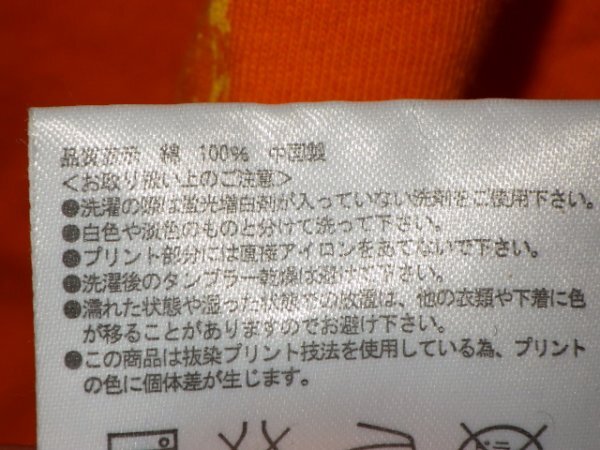 品質表示 綿 100% 中国製
<お取り扱い上のご注意>
●洗濯の際は蛍光増白剤が入っていない洗剤をご使用下さい。
●白色や淡色のものと分けて洗って下さい。
●プリント部分には直接アイロンをあてないで下さい。
●洗濯後のタンブラー乾燥は避けて下さい。
●濡れた状態や湿った状態での放置は、他の衣類や下着に色
が移ることがありますのでお避け下さい。
●この商品は抜染プリント技法を使用している為、プリント
の色に個体差が生じます。